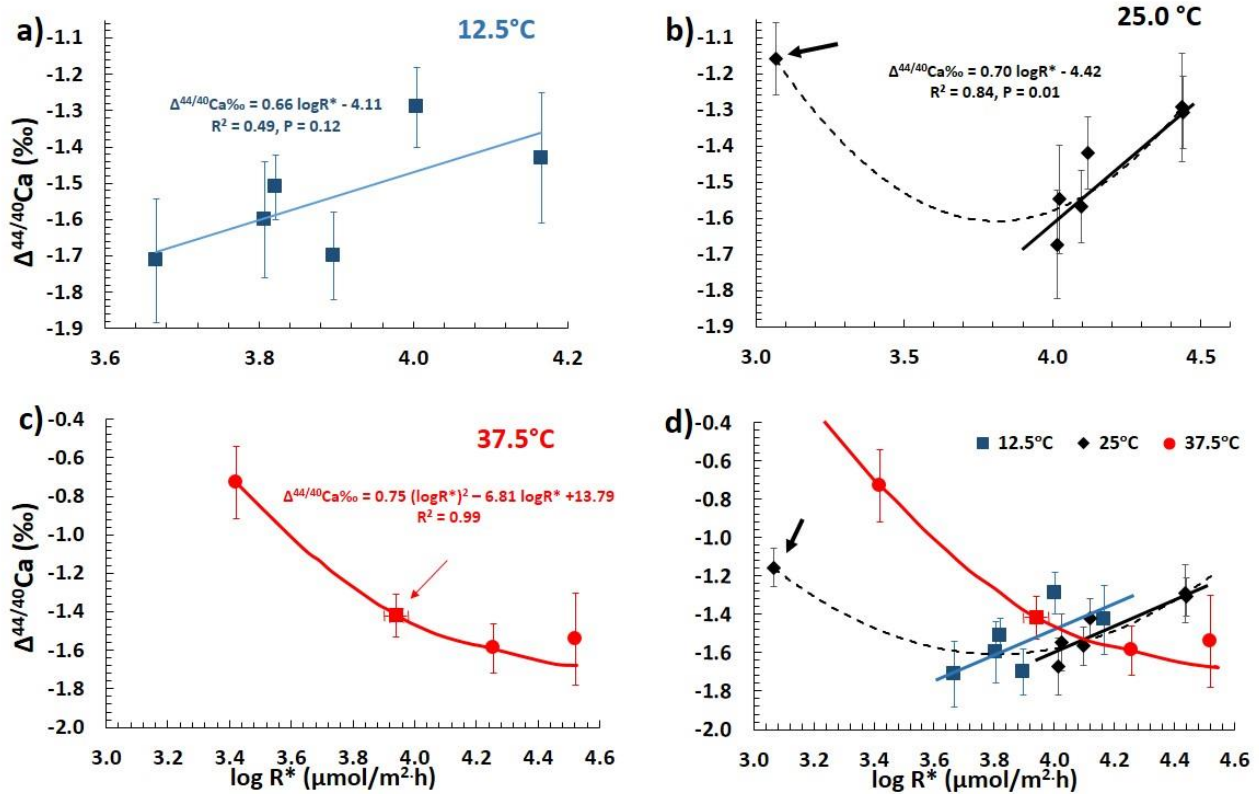 a)
12.5°C
Δ44/40Ca‰ = 0.66 logR* - 4.11
R2 = 0.49, P = 0.12
Δ44/40Ca (‰)
-1.1
-1.2
-1.3
-1.4
-1.5
-1.6
-1.7
-1.8
-1.9
3.6 3.8 4.0 4.2
b)
25.0 °C
Δ44/40Ca‰ = 0.70 logR* - 4.42
R2 = 0.84, P = 0.01
-1.1
-1.2
-1.3
-1.4
-1.5
-1.6
-1.7
-1.8
-1.9
3.0 3.5 4.0 4.5
c)
37.5°C
Δ44/40Ca‰ = 0.75 (logR*)2 – 6.81 logR* +13.79
R2 = 0.99
Δ44/40Ca (‰)
-0.4
-0.6
-0.8
-1.0
-1.2
-1.4
-1.6
-1.8
-2.0
3.0 3.2 3.4 3.6 3.8 4.0 4.2 4.4 4.6
log R* (μmol/m2·h)
d)
12.5°C 25°C 37.5°C
-0.4
-0.6
-0.8
-1.0
-1.2
-1.4
-1.6
-1.8
-2.0
3.0 3.2 3.4 3.6 3.8 4.0 4.2 4.4 4.6
log R* (μmol/m2·h)